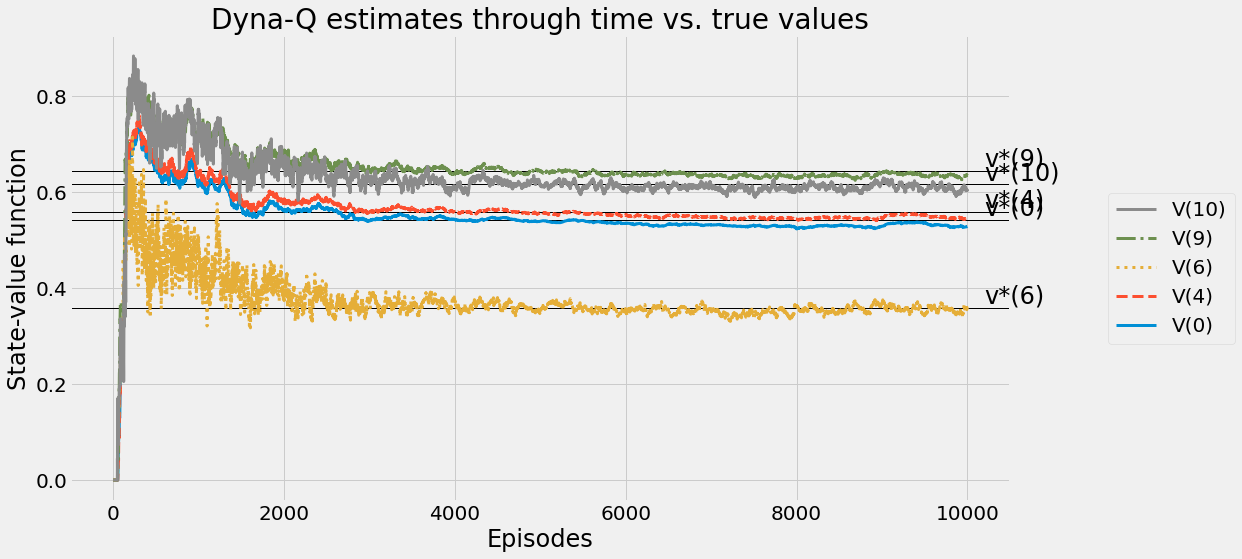 Dyna-Q estimates through time vs. true values
State-value function
0.8
0.6
0.4
0.2
0.0
0
2000
4000
6000
8000
10000
Episodes
v*(9)
v*(10)
v*(4)
v*(0)
v*(6)
V(10)
V(9)
V(6)
V(4)
V(0)